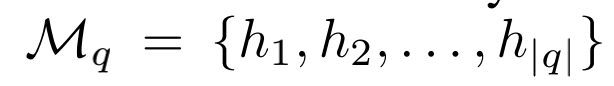 ℳ_q = {h_1, h_2, . . . , h_{|q|}}